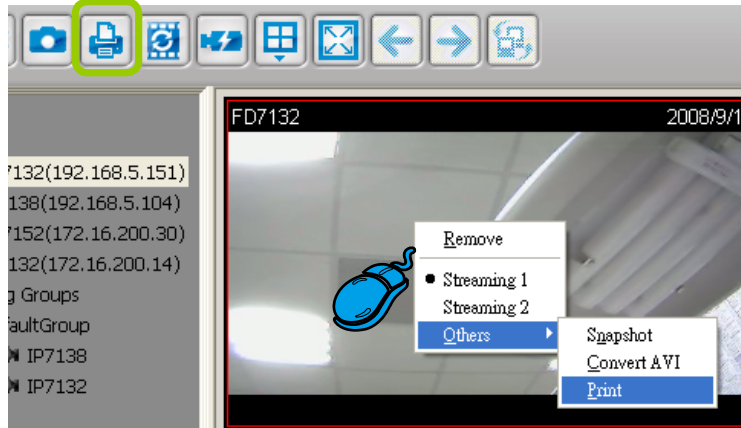 FD7132 2008/9/1
7132(192.168.5.151)
138(192.168.5.104)
7152(172.16.200.30)
132(172.16.200.14)
g Groups
faultGroup
IP7138
IP7132
Remove
Streaming 1
Streaming 2
Others
Snapshot
Convert AVI
Print